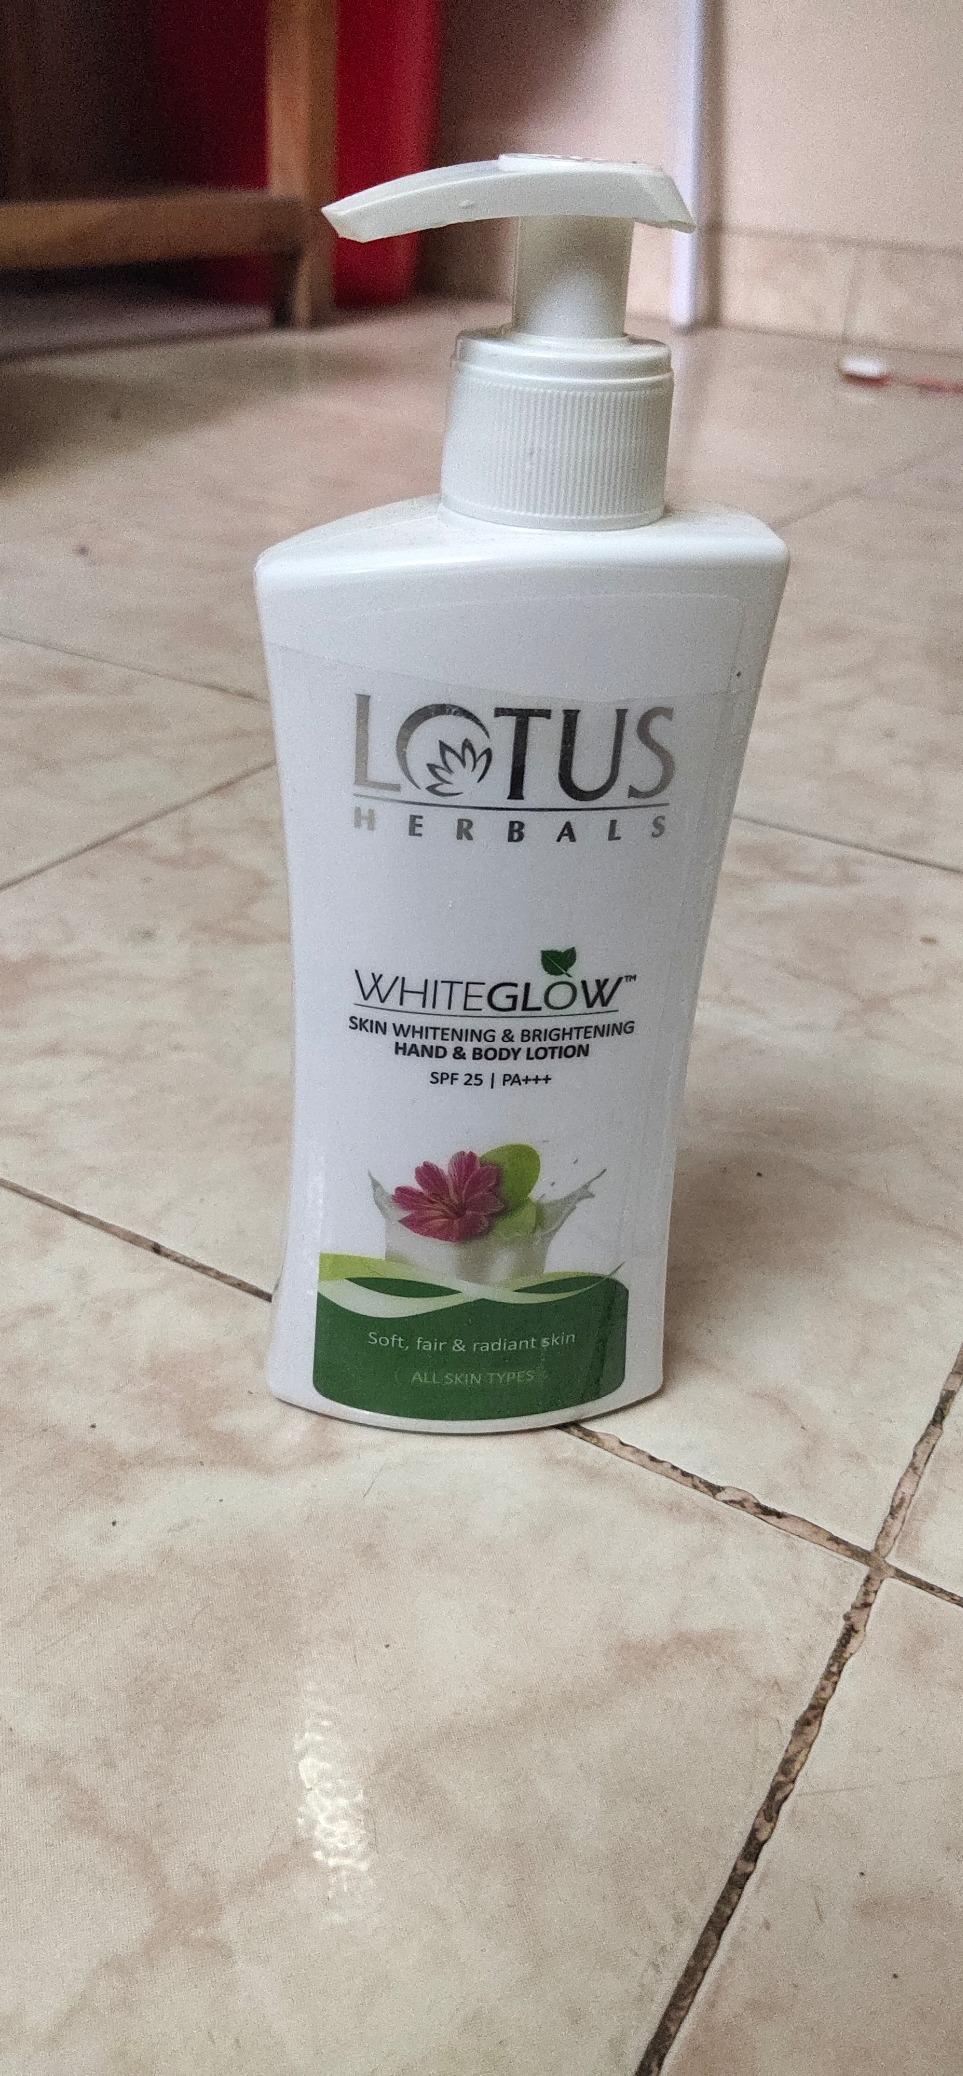 LOTUS
HERBALS
WHITEGLOW™
SKIN WHITENING & BRIGHTENING
HAND & BODY LOTION
SPF 25 | PA+++
Soft, fair & radiant skin
ALL SKIN TYPES